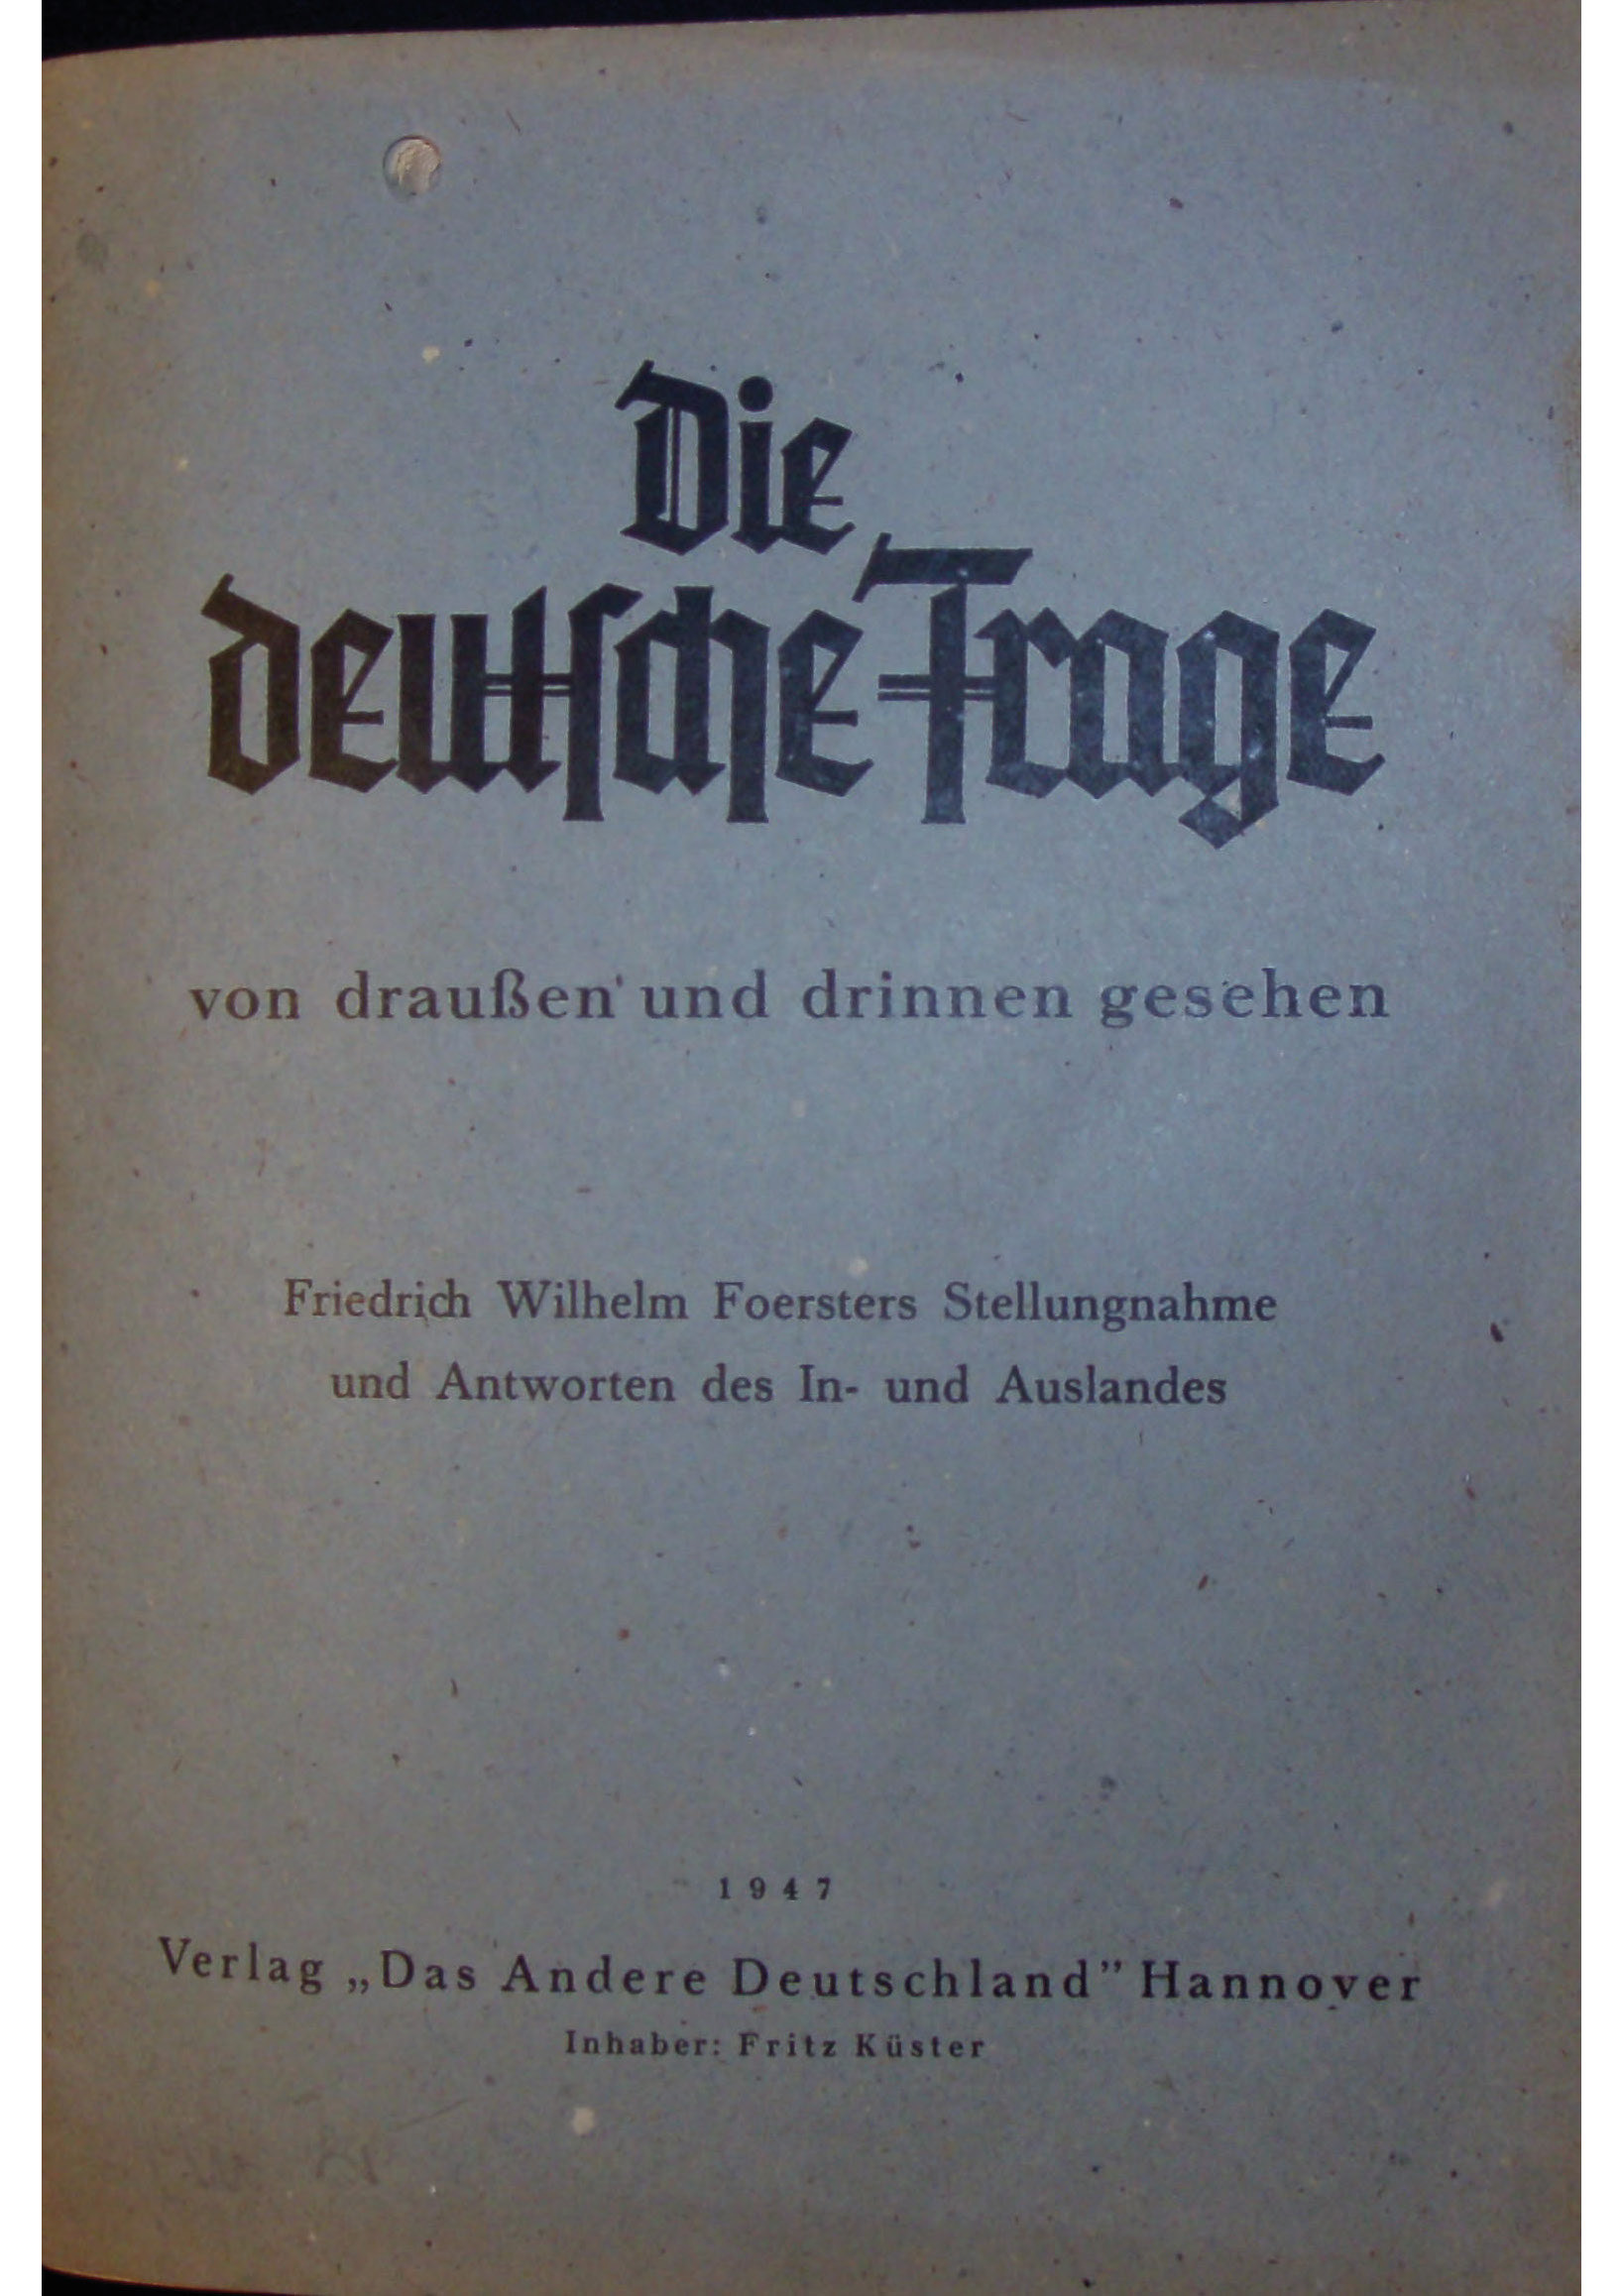 Die
deutsche Frage
von draußen und drinnen gesehen
Friedrich Wilhelm Foersters Stellungnahme
und Antworten des In- und Auslandes
1947
Verlag „Das Andere Deutschland” Hannover
Inhaber: Fritz Küster